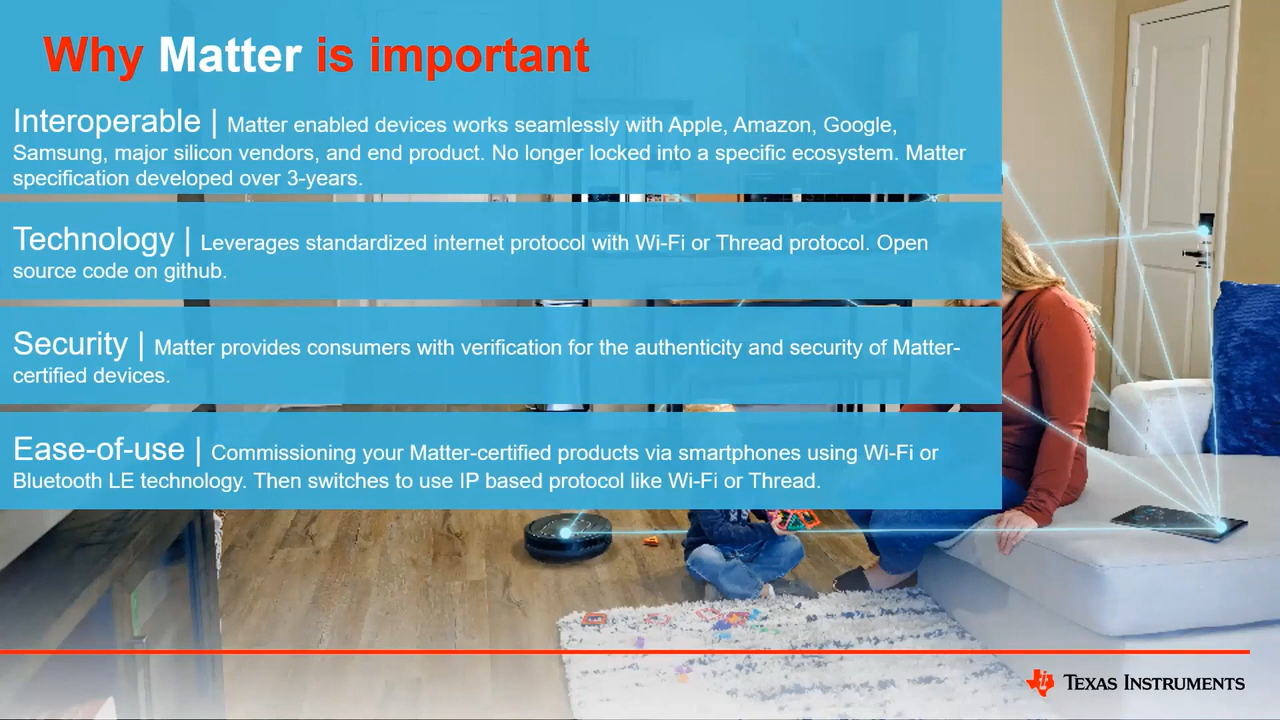 Why Matter is important
Interoperable | Matter enabled devices works seamlessly with Apple, Amazon, Google,
Samsung, major silicon vendors, and end product. No longer locked into a specific ecosystem. Matter
specification developed over 3-years.
Technology | Leverages standardized internet protocol with Wi-Fi or Thread protocol. Open
source code on github.
Security | Matter provides consumers with verification for the authenticity and security of Matter-
certified devices.
Ease-of-use | Commissioning your Matter-certified products via smartphones using Wi-Fi or
Bluetooth LE technology. Then switches to use IP based protocol like Wi-Fi or Thread.
TEXAS INSTRUMENTS